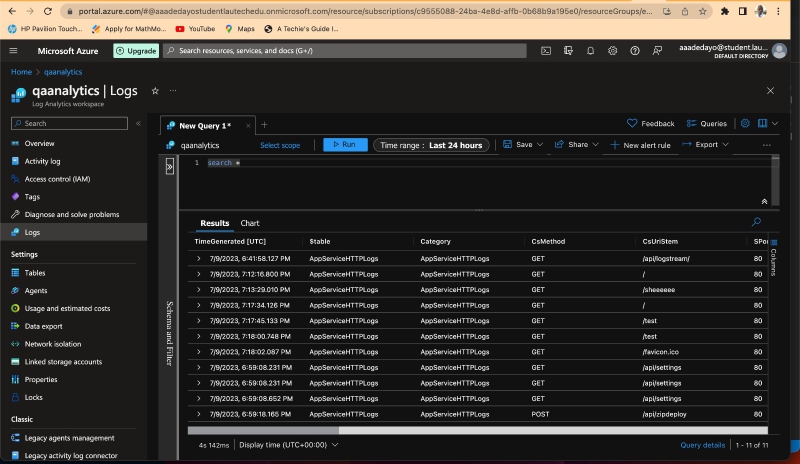 portal.azure.com/#@aaadedayostudentlautechedu.onmicrosoft.com/resource/subscriptions/c9555088-24ba-4e8d-affb-0b68b9a195e0/resourceGroups/e...
HP Pavilion Touch... Apply for MathMo... YouTube Maps A Techie's Guide I...
Microsoft Azure Upgrade Search resources, services, and docs (G+/) aaadedayo@student.lau...
DEFAULT DIRECTORY
Home > qaanalytics
qaanalytics | Logs
Log Analytics workspace
Search
Overview
Activity log
Access control (IAM)
Tags
Diagnose and solve problems
Logs
Settings
Tables
Agents
Usage and estimated costs
Data export
Network isolation
Linked storage accounts
Properties
Locks
Classic
Legacy agents management
Legacy activity log connector
New Query 1*
Feedback Queries
qaanalytics Select scope Run Time range : Last 24 hours Save Share New alert rule Export
1 search *
Schema and Filter
Results Chart
TimeGenerated [UTC] $table Category CsMethod CsUriStem SPor
7/9/2023, 6:41:58.127 PM AppServiceHTTPLogs AppServiceHTTPLogs GET /api/logstream/ 80
7/9/2023, 7:12:16.800 PM AppServiceHTTPLogs AppServiceHTTPLogs GET / 80
7/9/2023, 7:13:29.010 PM AppServiceHTTPLogs AppServiceHTTPLogs GET /sheeeeee 80
7/9/2023, 7:17:34.126 PM AppServiceHTTPLogs AppServiceHTTPLogs GET / 80
7/9/2023, 7:17:45.133 PM AppServiceHTTPLogs AppServiceHTTPLogs GET /test 80
7/9/2023, 7:18:00.748 PM AppServiceHTTPLogs AppServiceHTTPLogs GET /test 80
7/9/2023, 7:18:02.087 PM AppServiceHTTPLogs AppServiceHTTPLogs GET /favicon.ico 80
7/9/2023, 6:59:08.231 PM AppServiceHTTPLogs AppServiceHTTPLogs GET /api/settings 80
7/9/2023, 6:59:08.231 PM AppServiceHTTPLogs AppServiceHTTPLogs GET /api/settings 80
7/9/2023, 6:59:08.652 PM AppServiceHTTPLogs AppServiceHTTPLogs GET /api/settings 80
7/9/2023, 6:59:18.165 PM AppServiceHTTPLogs AppServiceHTTPLogs POST /api/zipdeploy 80
Columns
4s 142ms Display time (UTC+00:00) Query details 1 - 11 of 11